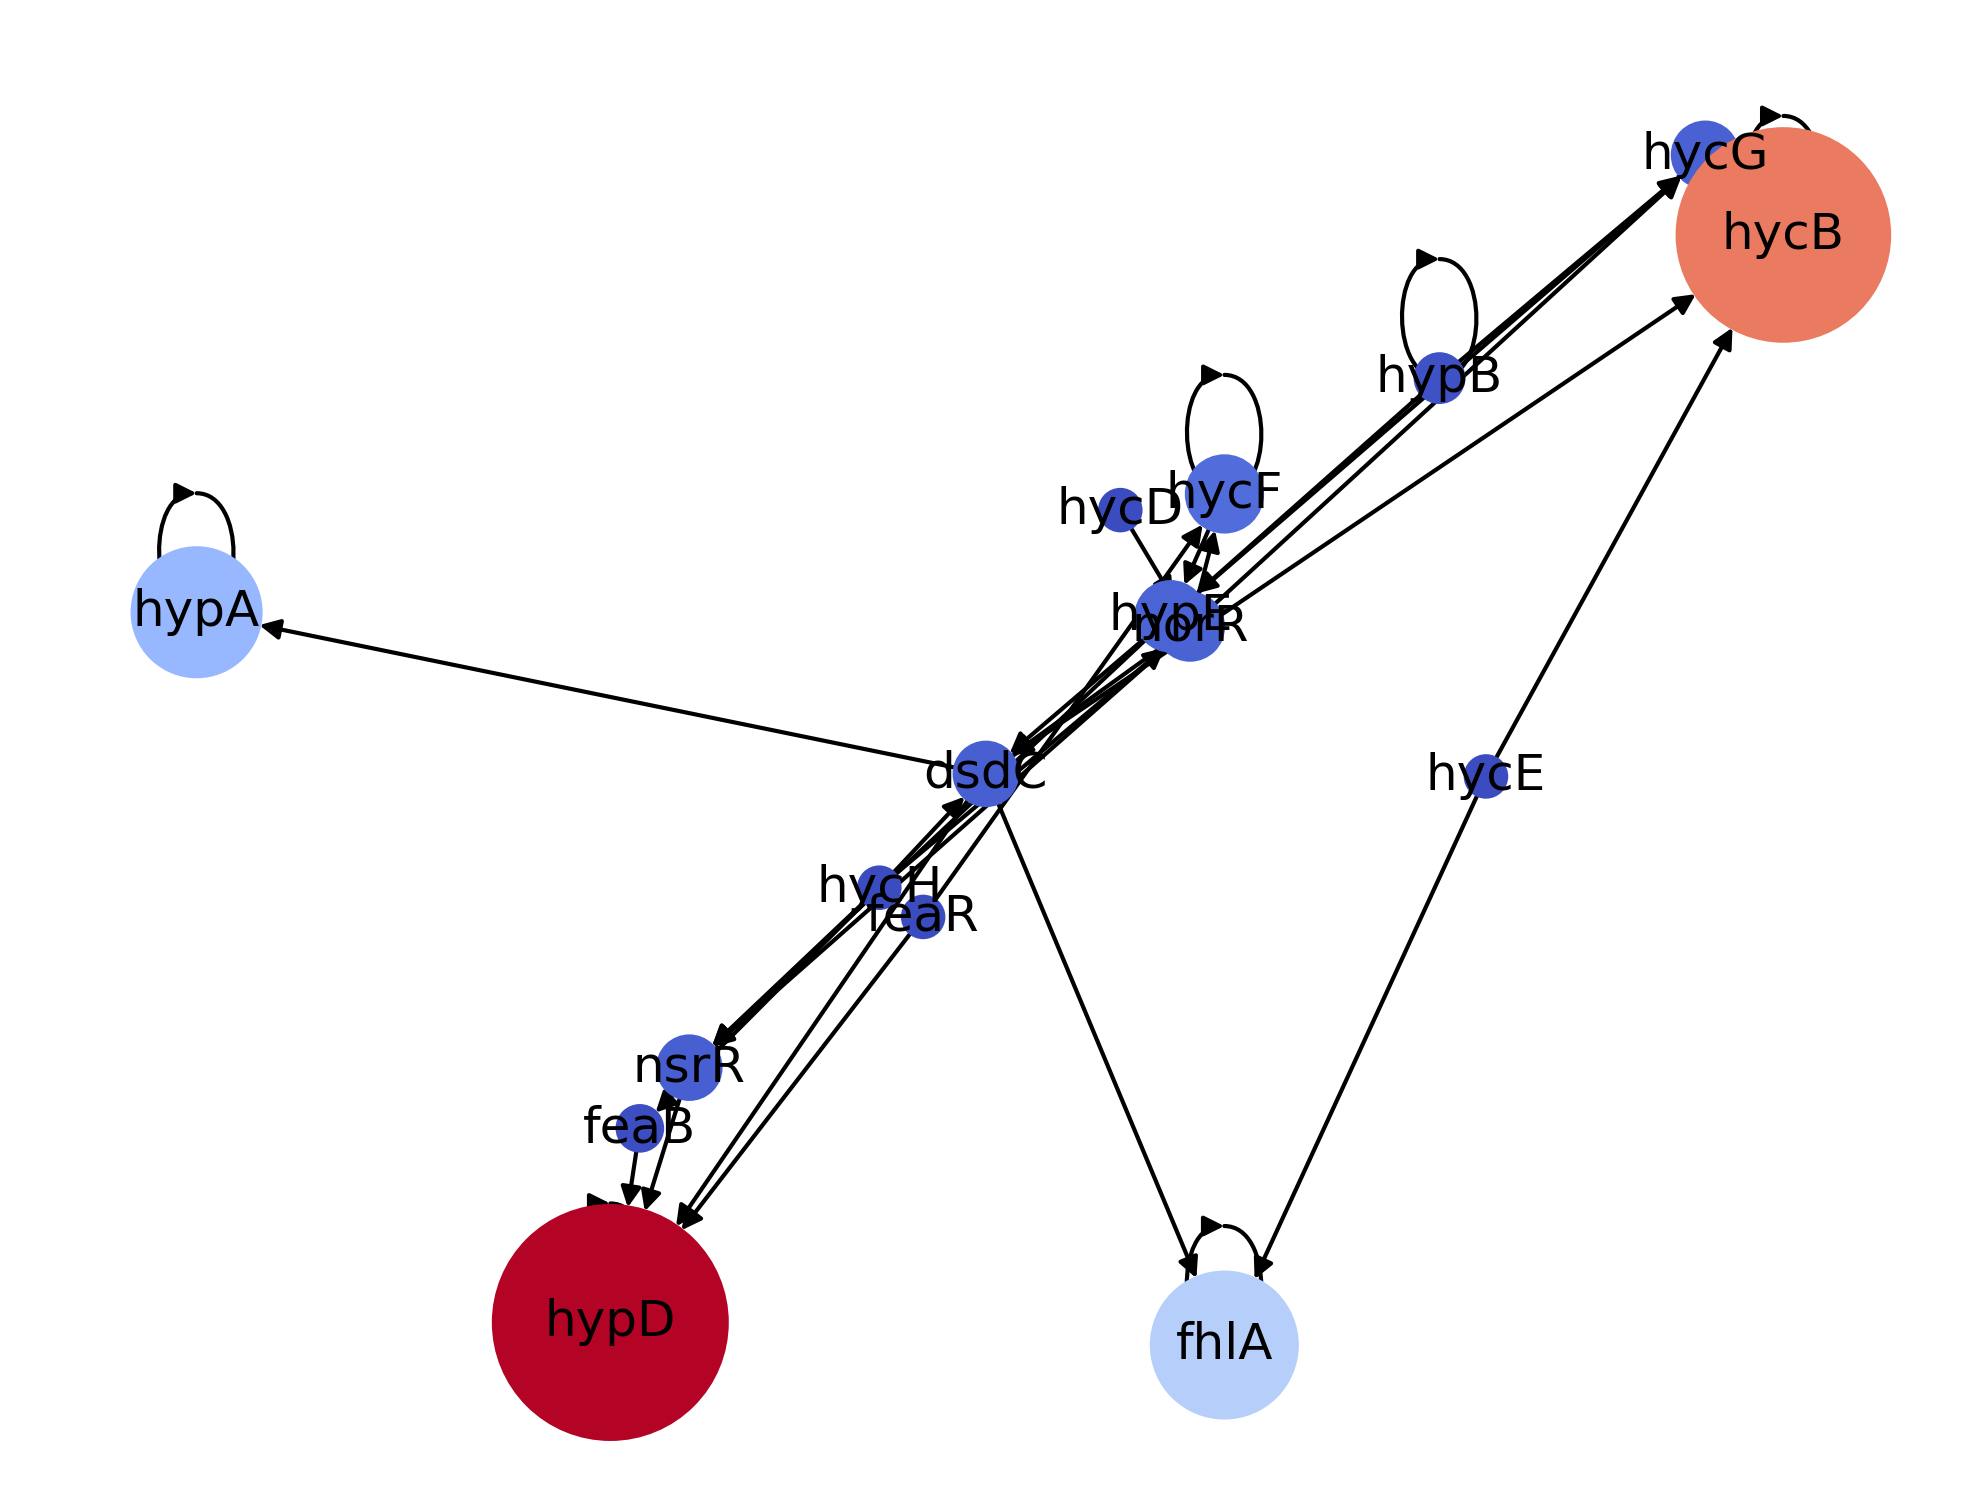 hycG
hycB
hypB
hycF
hycD
hypA
hypE
norR
dsdC
hycE
hycH
feaR
nsrR
feaB
hypD
fhlA